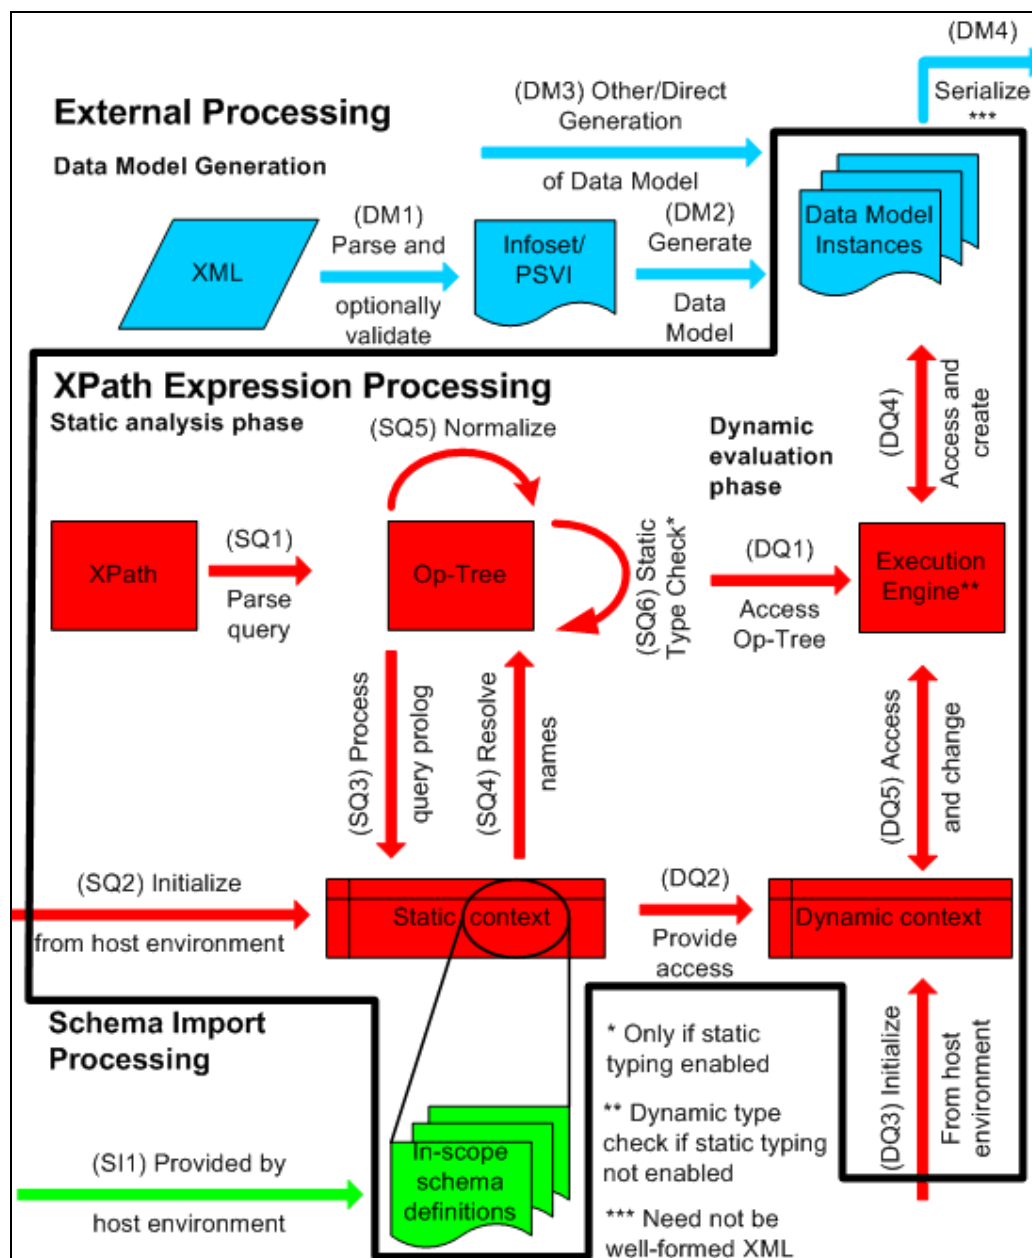 (DM4)
Serialize
***
External Processing
Data Model Generation
(DM3) Other/Direct
Generation
of Data Model
XML
(DM1)
Parse and
optionally
validate
Infoset/
PSVI
(DM2)
Generate
Data
Model
Data Model
Instances
XPath Expression Processing
Static analysis phase
(SQ5) Normalize
Dynamic
evaluation
phase
(DQ4)
Access and
create
XPath
(SQ1)
Parse
query
Op-Tree
(SQ6) Static
Type Check*
(DQ1)
Access
Op-Tree
Execution
Engine**
(SQ3) Process
query prolog
(SQ4) Resolve
names
(DQ5) Access
and change
(SQ2) Initialize
from host environment
Static context
(DQ2)
Provide
access
Dynamic context
Schema Import
Processing
(SI1) Provided by
host environment
In-scope
schema
definitions
* Only if static
typing enabled
** Dynamic type
check if static typing
not enabled
*** Need not be
well-formed XML
(DQ3) Initialize
From host
environment